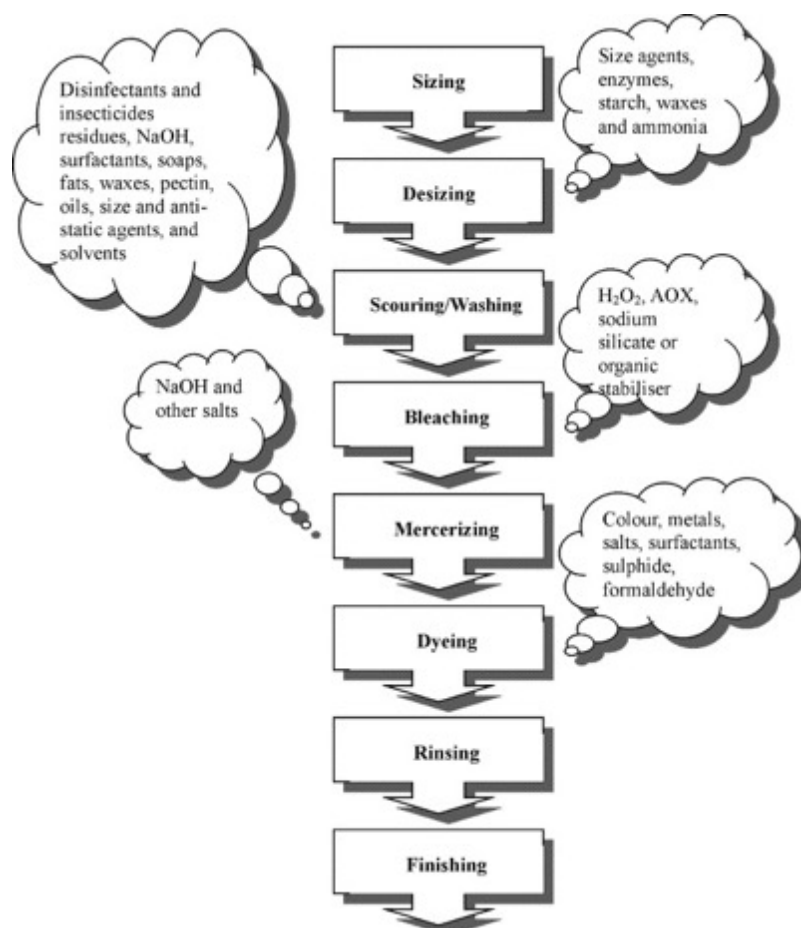 Disinfectants and
insecticides
residues, NaOH,
surfactants, soaps,
fats, waxes, pectin,
oils, size and anti-
static agents, and
solvents
Sizing
Size agents,
enzymes,
starch, waxes
and ammonia
Desizing
Scouring/Washing
H₂O₂, AOX,
sodium
silicate or
organic
stabiliser
NaOH and
other salts
Bleaching
Mercerizing
Colour, metals,
salts, surfactants,
sulphide,
formaldehyde
Dyeing
Rinsing
Finishing